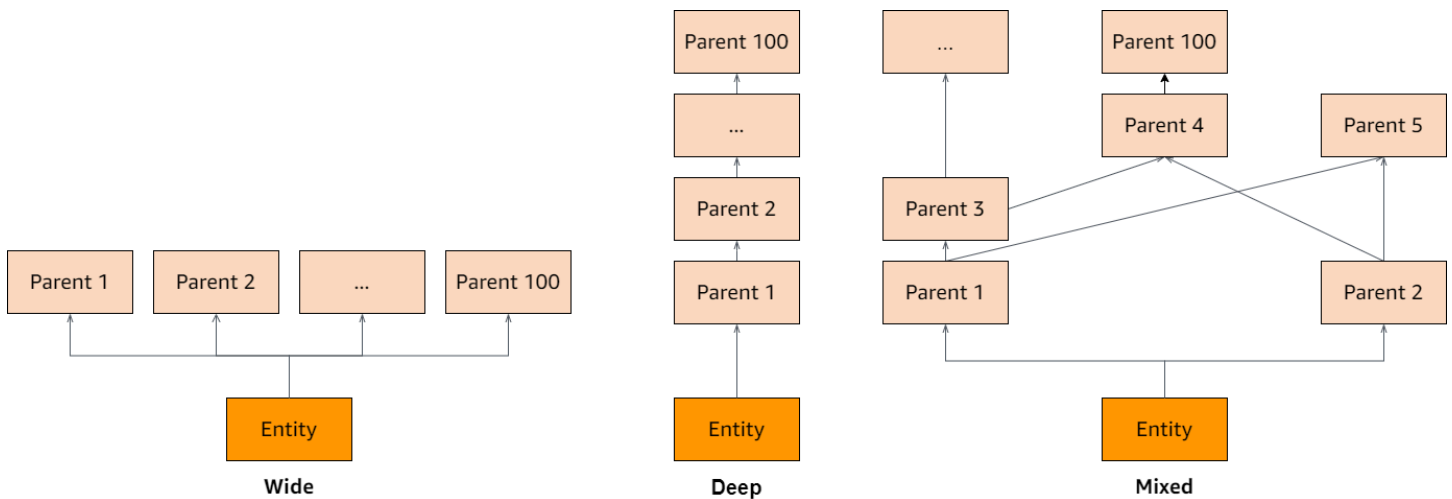 Parent 1
Parent 2
...
Parent 100
Entity
Wide
Parent 100
...
Parent 2
Parent 1
Entity
Deep
...
Parent 100
Parent 4
Parent 5
Parent 3
Parent 1
Parent 2
Entity
Mixed